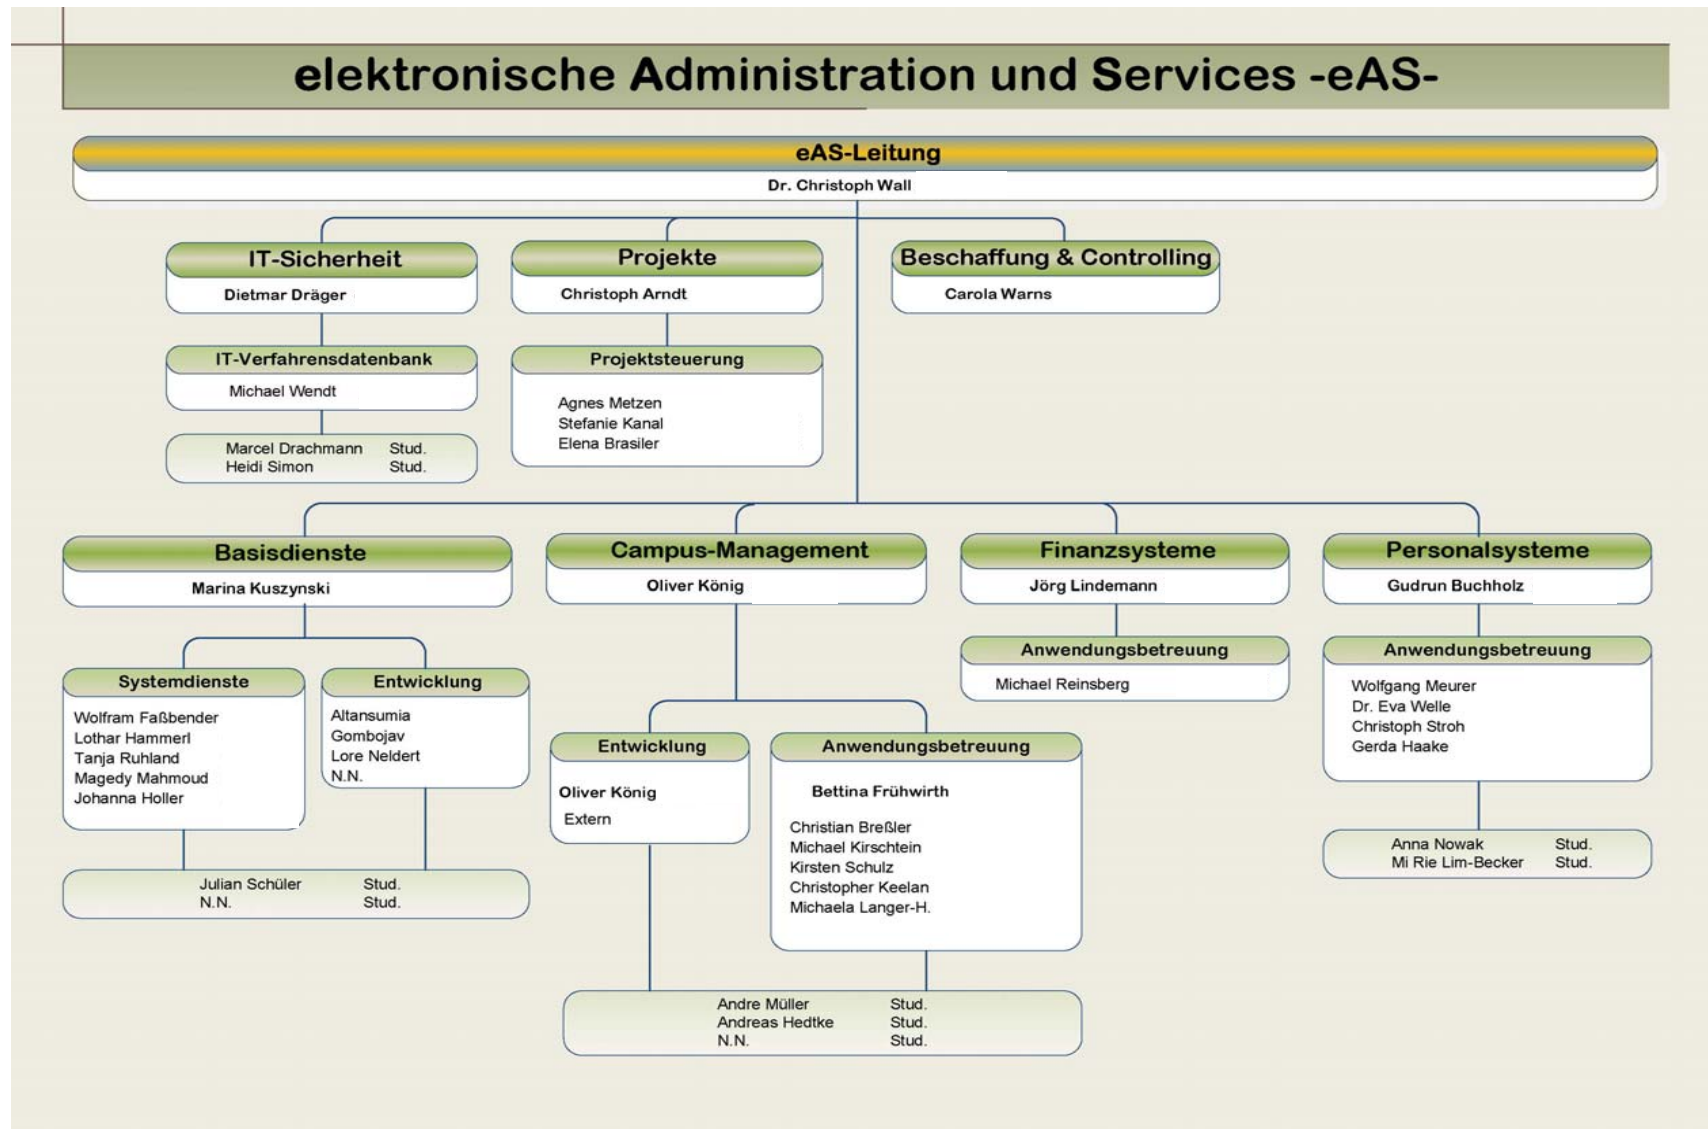 elektronische Administration und Services -eAS-
eAS-Leitung
Dr. Christoph Wall
IT-Sicherheit
Dietmar Dräger
Projekte
Christoph Arndt
Beschaffung & Controlling
Carola Warns
IT-Verfahrensdatenbank
Michael Wendt
Marcel Drachmann Stud.
Heidi Simon Stud.
Projektsteuerung
Agnes Metzen
Stefanie Kanal
Elena Brasiler
Basisdienste
Marina Kuszynski
Campus-Management
Oliver König
Finanzsysteme
Jörg Lindemann
Personalsysteme
Gudrun Buchholz
Systemdienste
Wolfram Faßbender
Lothar Hammerl
Tanja Ruhland
Magedy Mahmoud
Johanna Holler
Entwicklung
Altansumia
Gombojav
Lore Neldert
N.N.
Julian Schüler Stud.
N.N. Stud.
Entwicklung
Oliver König
Extern
Anwendungsbetreuung
Bettina Frühwirth
Christian Breßler
Michael Kirschtein
Kirsten Schulz
Christopher Keelan
Michaela Langer-H.
Andre Müller Stud.
Andreas Hedtke Stud.
N.N. Stud.
Anwendungsbetreuung
Michael Reinsberg
Anwendungsbetreuung
Wolfgang Meurer
Dr. Eva Welle
Christoph Stroh
Gerda Haake
Anna Nowak Stud.
Mi Rie Lim-Becker Stud.